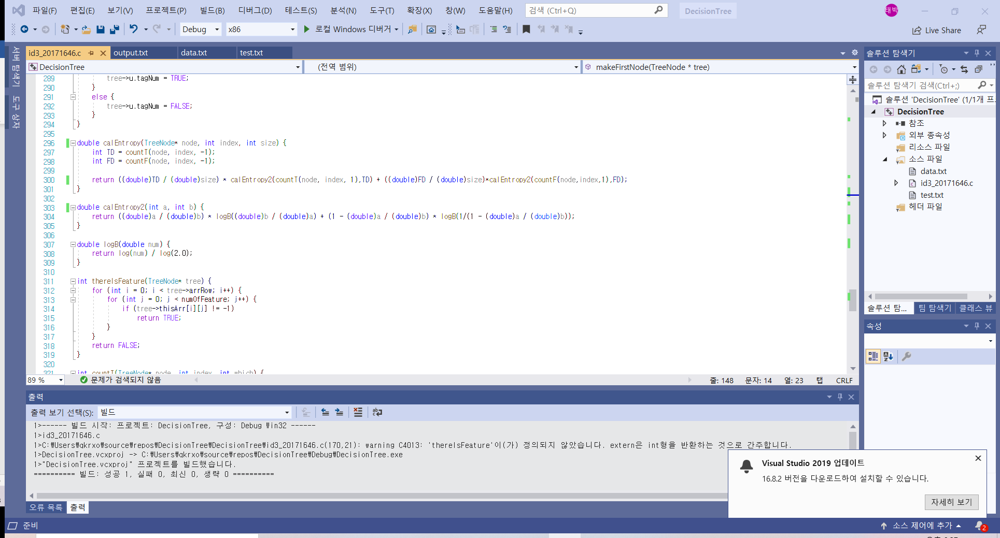 파일(F) 편집(E) 보기(V) 프로젝트(P) 빌드(B) 디버그(D) 테스트(S) 분석(N) 도구(T) 확장(X) 창(W) 도움말(H) 검색 (Ctrl+Q) DecisionTree 태박
Debug x86 로컬 Windows 디버거 Live Share
서버 탐색기
도구 상자
id3_20171646.c output.txt data.txt test.txt
DecisionTree (전역 범위) makeFirstNode(TreeNode * tree)
289 tree->u.tagNum = TRUE;
290 }
291 else {
292 tree->u.tagNum = FALSE;
293 }
294 }
295
296 double calEntropy(TreeNode* node, int index, int size) {
297 int TD = countT(node, index, -1);
298 int FD = countF(node, index, -1);
299
300 return ((double)TD / (double)size) * calEntropy2(countT(node, index, 1),TD) + ((double)FD / (double)size)*calEntropy2(countF(node,index,1),FD);
301 }
302
303 double calEntropy2(int a, int b) {
304 return ((double)a / (double)b) * logB((double)b / (double)a) + (1 - (double)a / (double)b) * logB(1/(1 - (double)a / (double)b));
305 }
306
307 double logB(double num) {
308 return log(num) / log(2.0);
309 }
310
311 int thereIsFeature(TreeNode* tree) {
312 for (int i = 0; i < tree->arrRow; i++) {
313 for (int j = 0; j < numOfFeature; j++) {
314 if (tree->thisArr[i][j] != -1)
315 return TRUE;
316 }
317 }
318 return FALSE;
319 }
320
321 int countT(TreeNode* node, int index, int which) {
89 % 문제가 검색되지 않음 줄: 148 문자: 14 열: 23 탭 CRLF
출력
출력 보기 선택(S): 빌드
1>------ 빌드 시작: 프로젝트: DecisionTree, 구성: Debug Win32 ------
1>id3_20171646.c
1>C:₩Users₩qkrxo₩source₩repos₩DecisionTree₩DecisionTree₩id3_20171646.c(170,21): warning C4013: 'thereIsFeature'이(가) 정의되지 않았습니다. extern은 int형을 반환하는 것으로 간주합니다.
1>DecisionTree.vcxproj -> C:₩Users₩qkrxo₩source₩repos₩DecisionTree₩Debug₩DecisionTree.exe
1>"DecisionTree.vcxproj" 프로젝트를 빌드했습니다.
========== 빌드: 성공 1, 실패 0, 최신 0, 생략 0 ==========
오류 목록 출력
솔루션 탐색기
솔루션 탐색기 검색(Ctrl+;)
솔루션 'DecisionTree' (1/1개 프
DecisionTree
참조
외부 종속성
리소스 파일
소스 파일
data.txt
id3_20171646.c
test.txt
헤더 파일
솔루션 탐... 팀 탐색기 클래스 뷰
속성
Visual Studio 2019 업데이트
16.8.2 버전을 다운로드하여 설치할 수 있습니다.
자세히 보기
준비 소스 제어에 추가 2